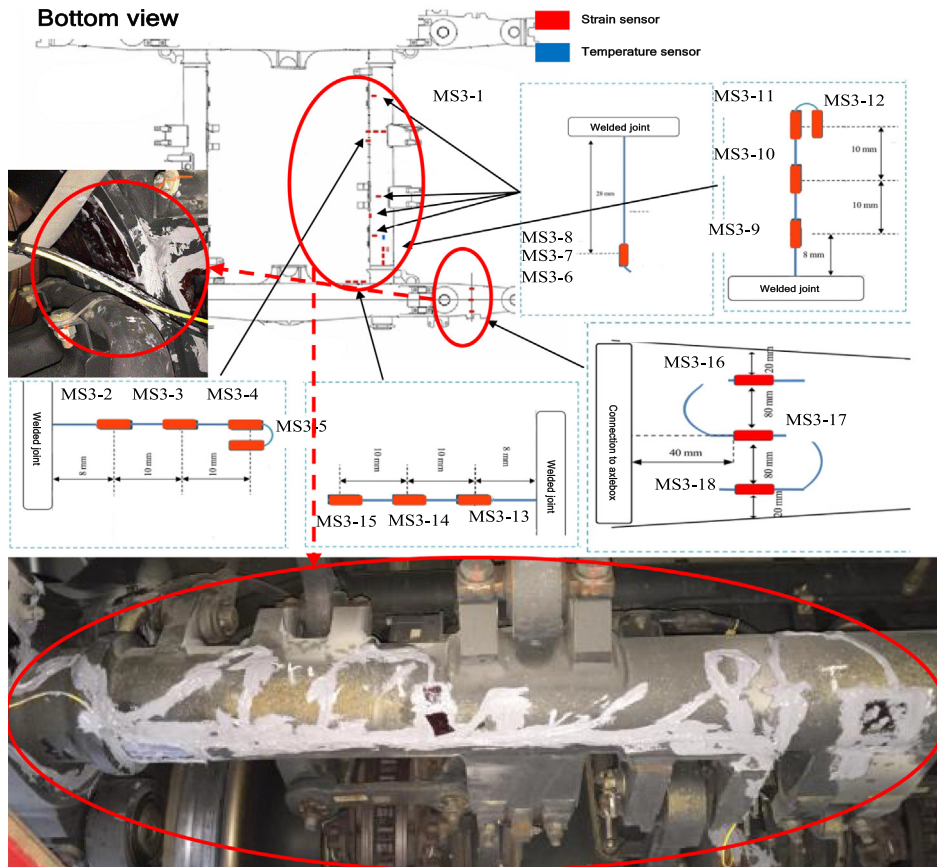 Bottom view
Strain sensor
Temperature sensor
MS3-1
Welded joint
28 mm
MS3-8
MS3-7
MS3-6
MS3-11
MS3-12
MS3-10
MS3-9
10 mm
10 mm
8 mm
Welded joint
MS3-2
MS3-3
MS3-4
MS3-5
Welded joint
8 mm
10 mm
10 mm
10 mm
10 mm
8 mm
Welded joint
MS3-15
MS3-14
MS3-13
Connection to axlebox
MS3-16
MS3-17
MS3-18
20 mm
80 mm
40 mm
80 mm
20 mm